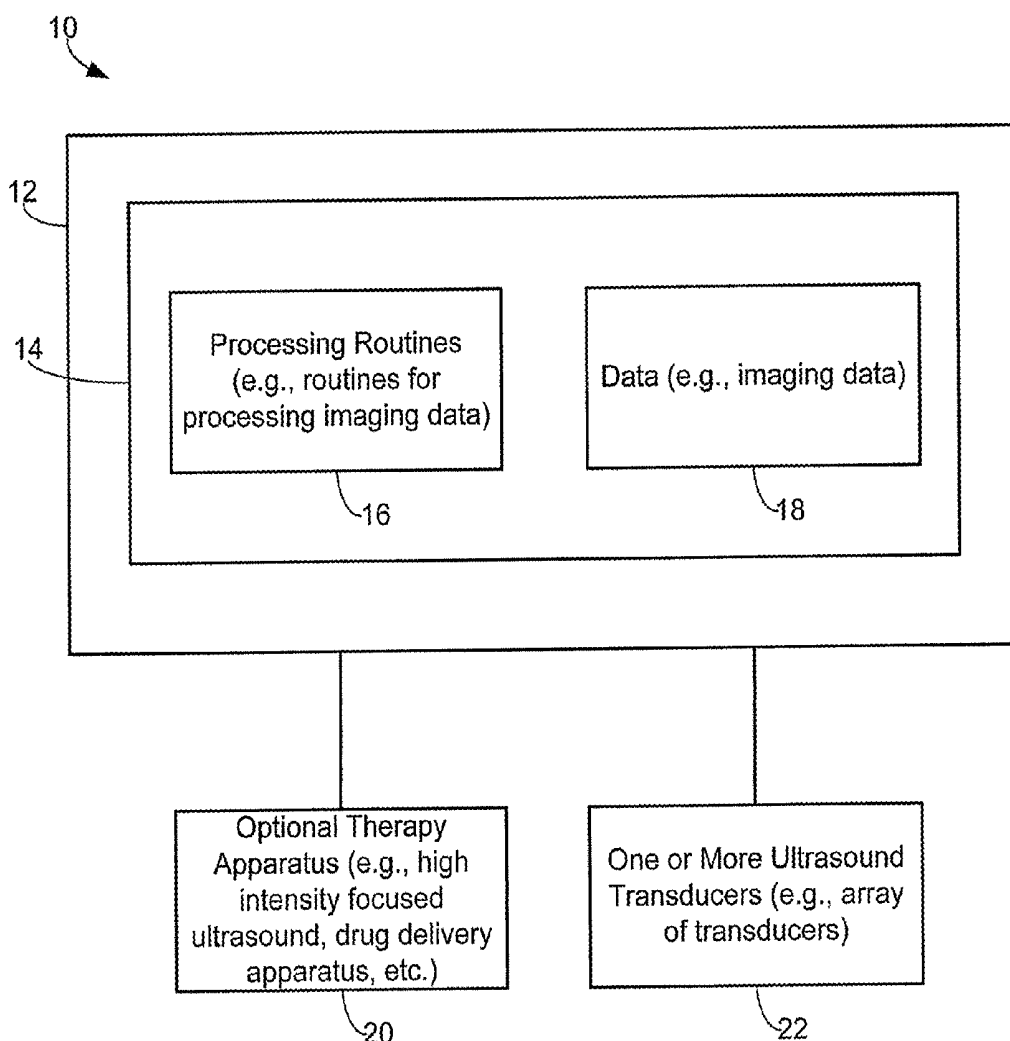 10
12
14
Processing Routines
(e.g., routines for
processing imaging data)
16
Data (e.g., imaging data)
18
Optional Therapy
Apparatus (e.g., high
intensity focused
ultrasound, drug delivery
apparatus, etc.)
20
One or More Ultrasound
Transducers (e.g., array
of transducers)
22